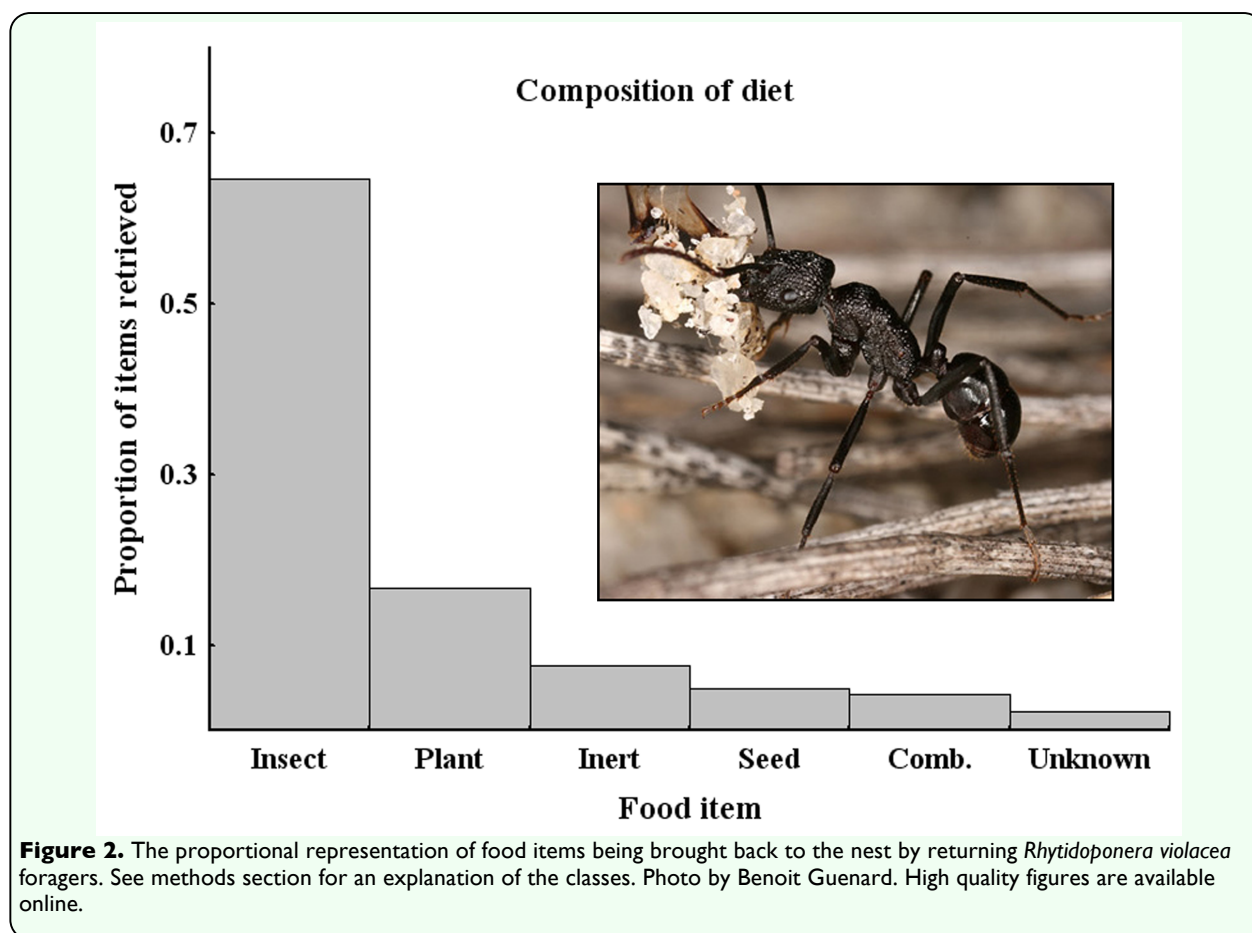 Composition of diet
0.7
0.5
0.3
0.1
Proportion of items retrieved
Insect Plant Inert Seed Comb. Unknown
Food item
Figure 2. The proportional representation of food items being brought back to the nest by returning Rhytidoponera violacea
foragers. See methods section for an explanation of the classes. Photo by Benoit Guenard. High quality figures are available
online.